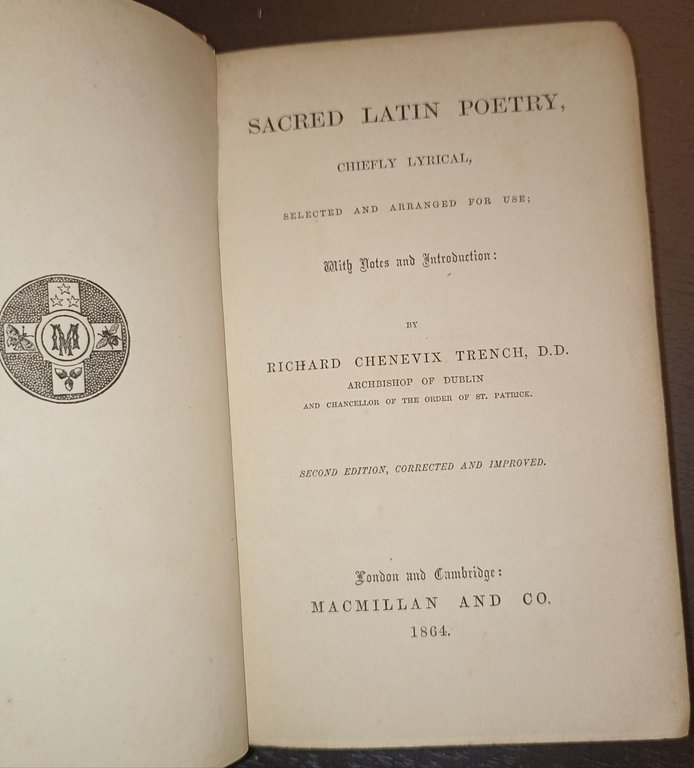 M
SACRED LATIN POETRY,
CHIEFLY LYRICAL,
SELECTED AND ARRANGED FOR USE;
With Notes and Introduction:
BY
RICHARD CHENEVIX TRENCH, D.D.
ARCHBISHOP OF DUBLIN
AND CHANCELLOR OF THE ORDER OF ST. PATRICK.
SECOND EDITION, CORRECTED AND IMPROVED.
London and Cambridge:
MACMILLAN AND CO.
1864.